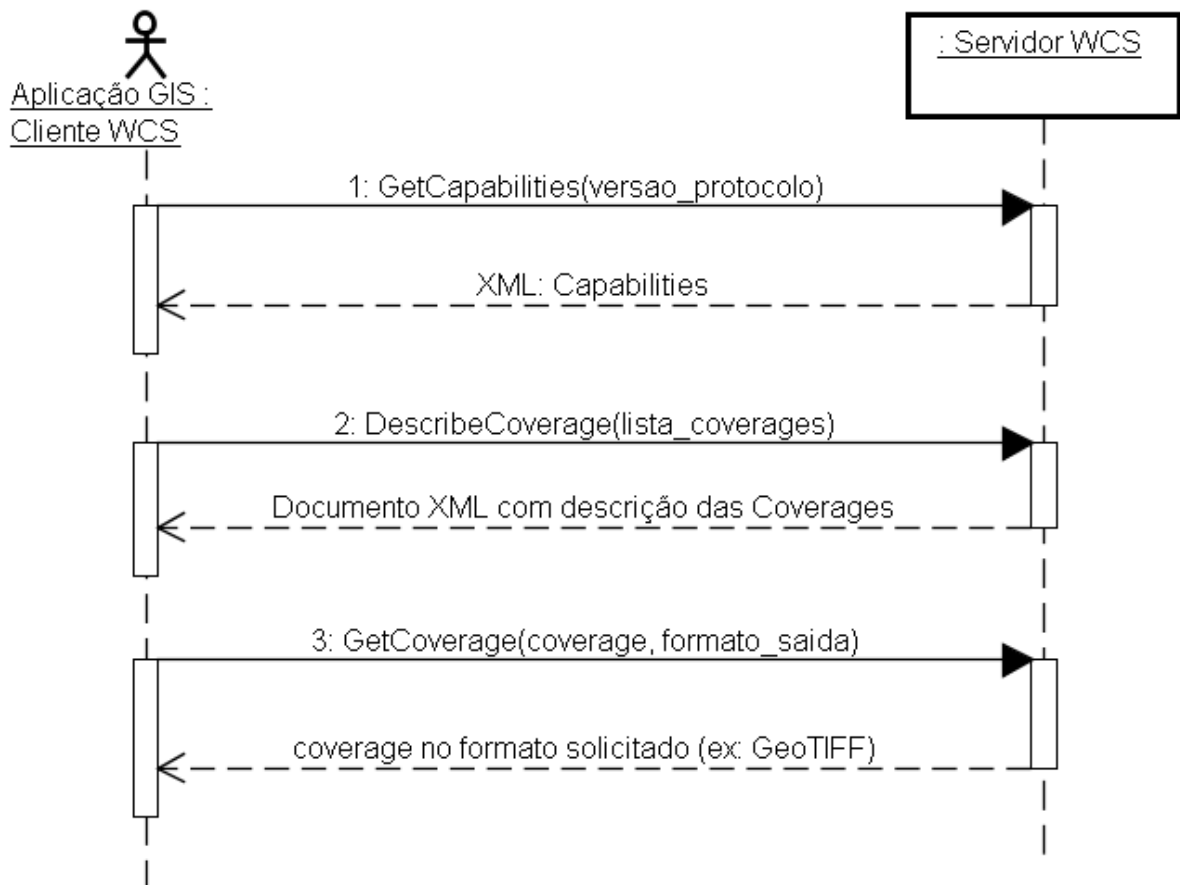 Aplicação GIS :
Cliente WCS
: Servidor WCS
1: GetCapabilities(versao_protocolo)
XML: Capabilities
2: DescribeCoverage(lista_coverages)
Documento XML com descrição das Coverages
3: GetCoverage(coverage, formato_saida)
coverage no formato solicitado (ex: GeoTIFF)